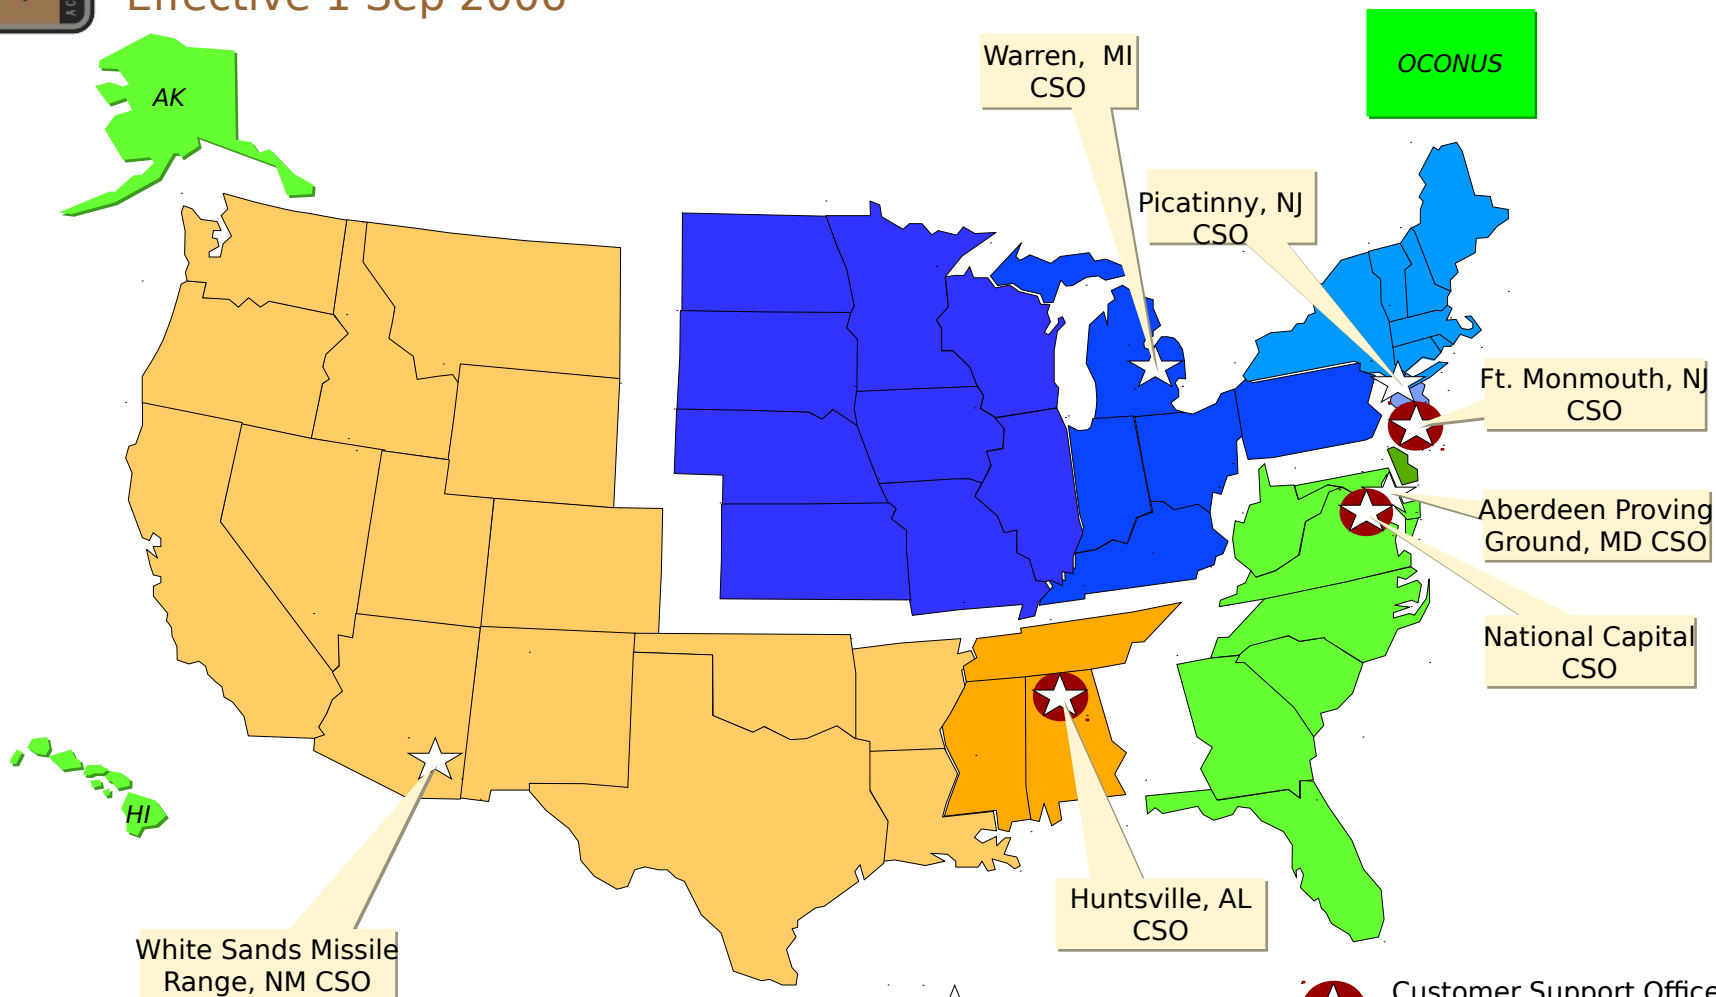 Effective 1 Sep 2006
AK
Warren,  MI
CSO
OCONUS
Picatinny, NJ
CSO
Ft. Monmouth, NJ
CSO
Aberdeen Proving
Ground, MD CSO
National Capital
CSO
HI
Huntsville, AL
CSO
White Sands Missile
Range, NM CSO
Customer Support Office